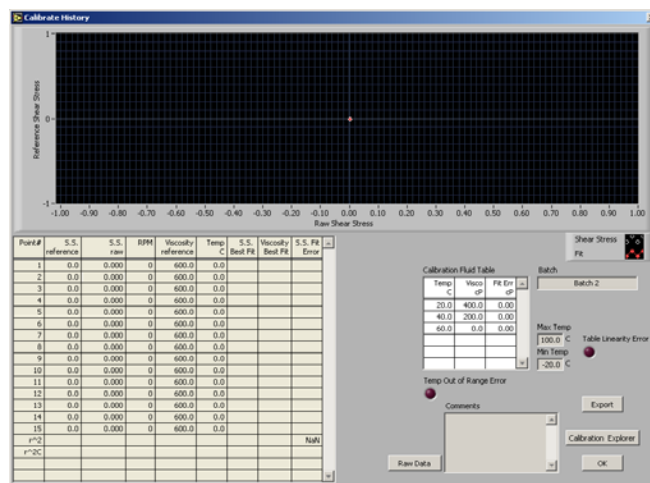 Calibrate History
Reference Shear Stress
1
0
-1
-1.00 -0.90 -0.80 -0.70 -0.60 -0.50 -0.40 -0.30 -0.20 -0.10 0.00 0.10 0.20 0.30 0.40 0.50 0.60 0.70 0.80 0.90 1.00
Raw Shear Stress
Shear Stress
Fit
Point# S.S. reference S.S. raw RPM Viscosity reference Temp C S.S. Best Fit Viscosity Best Fit S.S. Fit Error
1 0.0 0.000 0 600.0 0.0
2 0.0 0.000 0 600.0 0.0
3 0.0 0.000 0 600.0 0.0
4 0.0 0.000 0 600.0 0.0
5 0.0 0.000 0 600.0 0.0
6 0.0 0.000 0 600.0 0.0
7 0.0 0.000 0 600.0 0.0
8 0.0 0.000 0 600.0 0.0
9 0.0 0.000 0 600.0 0.0
10 0.0 0.000 0 600.0 0.0
11 0.0 0.000 0 600.0 0.0
12 0.0 0.000 0 600.0 0.0
13 0.0 0.000 0 600.0 0.0
14 0.0 0.000 0 600.0 0.0
15 0.0 0.000 0 600.0 0.0
r^2 NaN
r^2C
Calibration Fluid Table
Temp C Visco cP Fit Err cP
20.0 400.0 0.00
40.0 200.0 0.00
60.0 0.0 0.00
Batch
Batch 2
Max Temp
100.0 C
Min Temp
-20.0 C
Table Linearity Error
Temp Out of Range Error
Comments
Raw Data
Export
Calibration Explorer
OK